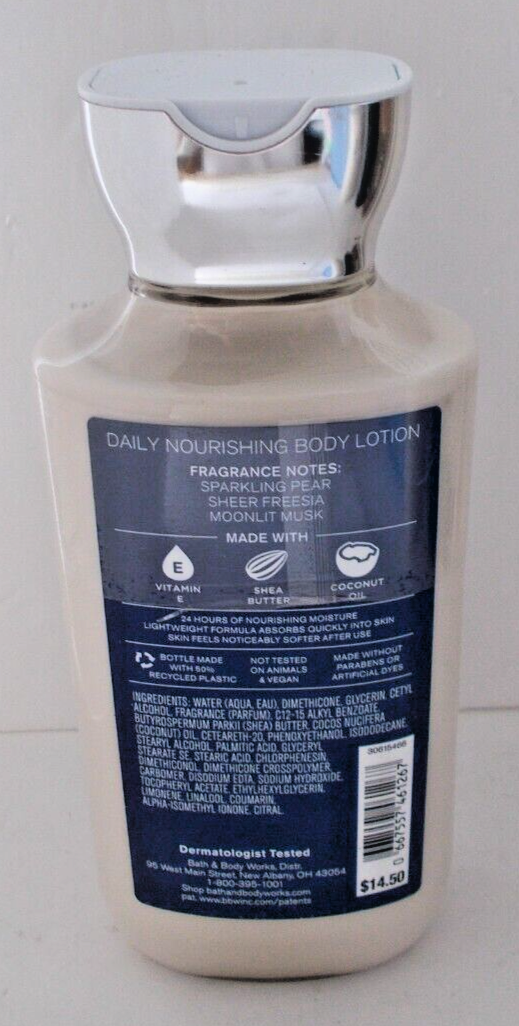 DAILY NOURISHING BODY LOTION
FRAGRANCE NOTES:
SPARKLING PEAR
SHEER FREESIA
MOONLIT MUSK
MADE WITH
E
VITAMIN
E
SHEA
BUTTER
COCONUT
OIL
24 HOURS OF NOURISHING MOISTURE
LIGHTWEIGHT FORMULA ABSORBS QUICKLY INTO SKIN
SKIN FEELS NOTICEABLY SOFTER AFTER USE
BOTTLE MADE
WITH 50%
RECYCLED PLASTIC
NOT TESTED
ON ANIMALS
& VEGAN
MADE WITHOUT
PARABENS OR
ARTIFICIAL DYES
INGREDIENTS: WATER (AQUA, EAU), DIMETHICONE, GLYCERIN, CETYL
ALCOHOL, FRAGRANCE (PARFUM), C12-15 ALKYL BENZOATE,
BUTYROSPERMUM PARKII (SHEA) BUTTER, COCOS NUCIFERA
(COCONUT) OIL, CETEARETH-20, PHENOXYETHANOL, ISODODECANE,
STEARYL ALCOHOL, PALMITIC ACID, GLYCERYL
STEARATE SE, STEARIC ACID, CHLORPHENESIN,
DIMETHICONOL, DIMETHICONE CROSSPOLYMER,
CARBOMER, DISODIUM EDTA, SODIUM HYDROXIDE,
TOCOPHERYL ACETATE, ETHYLHEXYLGLYCERIN,
LIMONENE, LINALOOL, COUMARIN,
ALPHA-ISOMETHYL IONONE, CITRAL.
30615466
0 667557 461267
$14.50
Dermatologist Tested
Bath & Body Works, Distr.
95 West Main Street, New Albany, OH 43054
1-800-395-1001
Shop bathandbodyworks.com
pat. www.bbwinc.com/patents